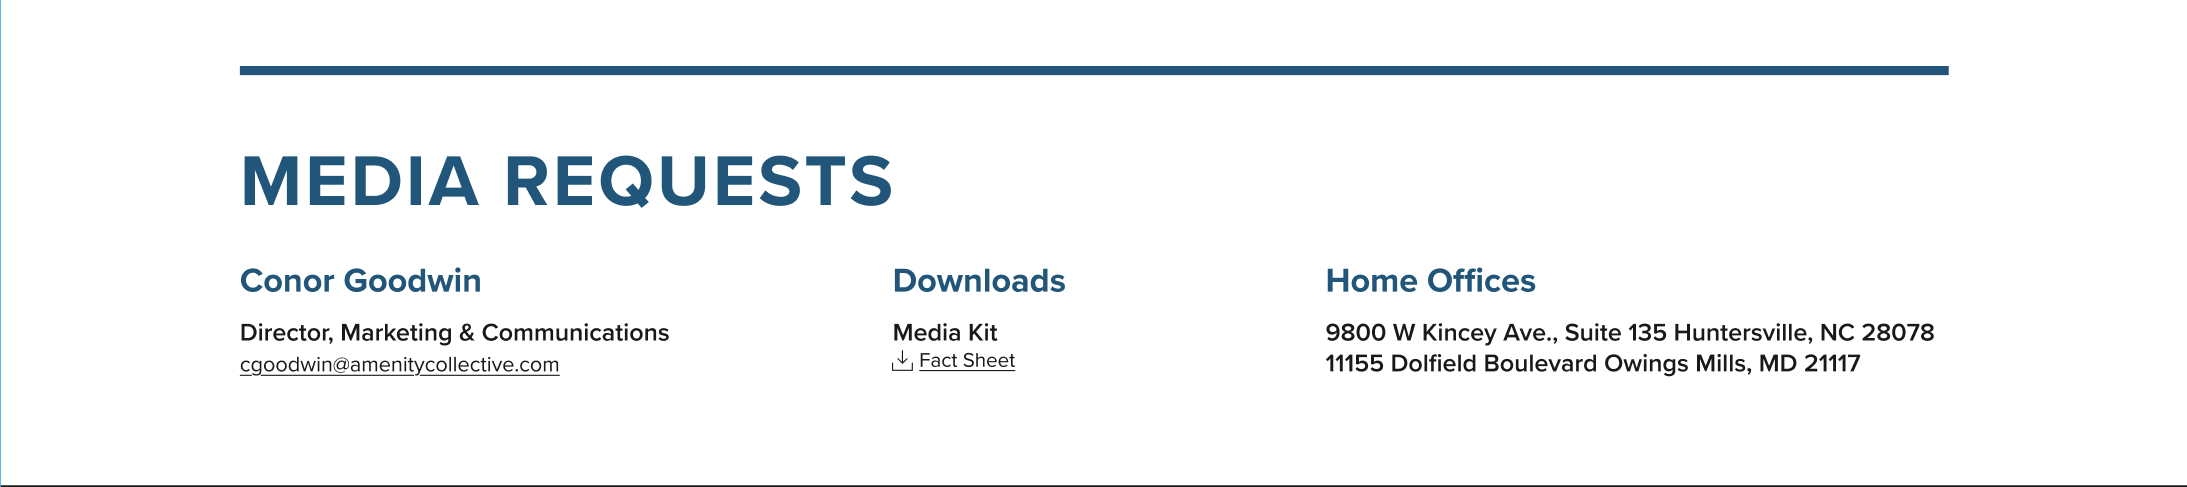 MEDIA REQUESTS
Conor Goodwin
Director, Marketing & Communications
cgoodwin@amenitycollective.com
Downloads
Media Kit
Fact Sheet
Home Offices
9800 W Kincey Ave., Suite 135 Huntersville, NC 28078
11155 Dolfield Boulevard Owings Mills, MD 21117